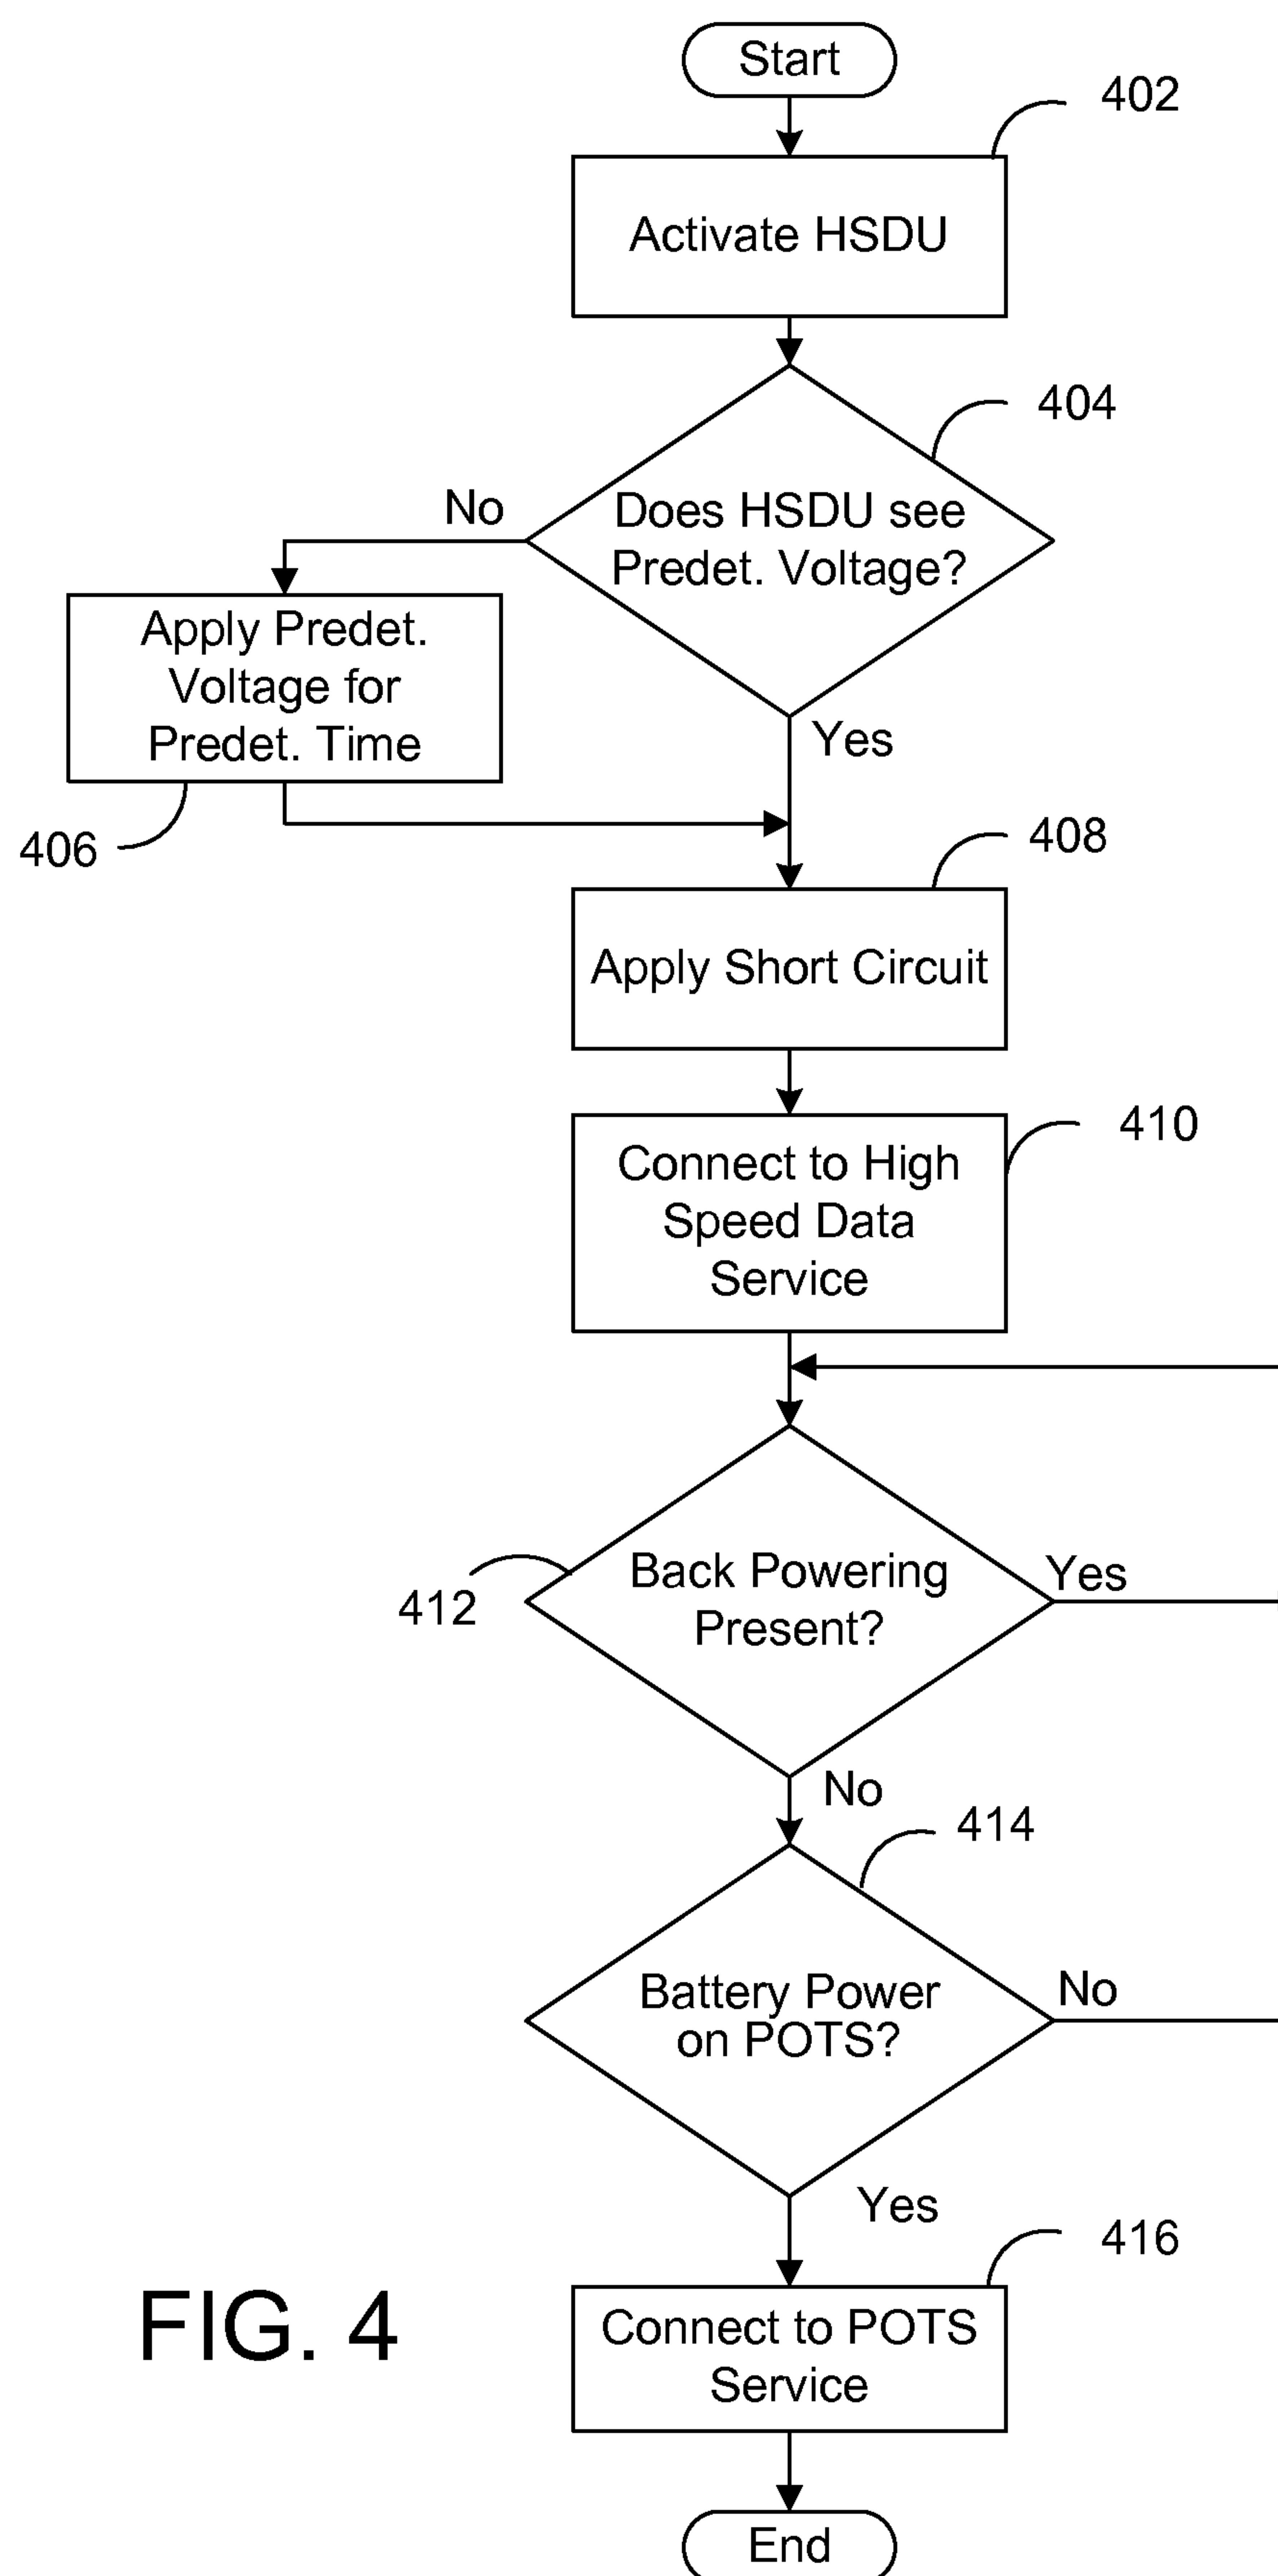 Start
402
Activate HSDU
404
Does HSDU see
Predet. Voltage?
No
Yes
Apply Predet.
Voltage for
Predet. Time
406
408
Apply Short Circuit
410
Connect to High
Speed Data
Service
412
Back Powering
Present?
Yes
No
414
Battery Power
on POTS?
No
Yes
416
Connect to POTS
Service
FIG. 4
End